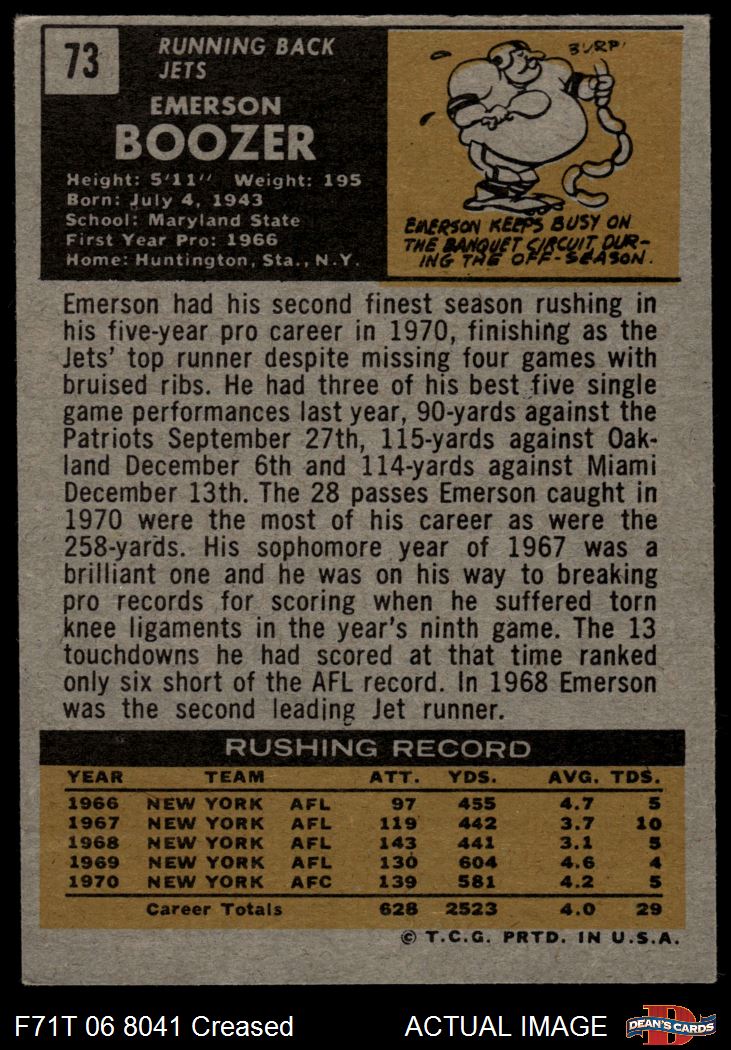 73
RUNNING BACK
JETS
EMERSON
BOOZER
Height: 5'11" Weight: 195
Born: July 4, 1943
School: Maryland State
First Year Pro: 1966
Home: Huntington, Sta., N.Y.
BURP!
EMERSON KEEPS BUSY ON
THE BANQUET CIRCUIT DUR-
ING THE OFF-SEASON.
Emerson had his second finest season rushing in
his five-year pro career in 1970, finishing as the
Jets' top runner despite missing four games with
bruised ribs. He had three of his best five single
game performances last year, 90-yards against the
Patriots September 27th, 115-yards against Oak-
land December 6th and 114-yards against Miami
December 13th. The 28 passes Emerson caught in
1970 were the most of his career as were the
258-yards. His sophomore year of 1967 was a
brilliant one and he was on his way to breaking
pro records for scoring when he suffered torn
knee ligaments in the year's ninth game. The 13
touchdowns he had scored at that time ranked
only six short of the AFL record. In 1968 Emerson
was the second leading Jet runner.
RUSHING RECORD
YEAR TEAM ATT. YDS. AVG. TDS.
1966 NEW YORK AFL 97 455 4.7 5
1967 NEW YORK AFL 119 442 3.7 10
1968 NEW YORK AFL 143 441 3.1 5
1969 NEW YORK AFL 130 604 4.6 4
1970 NEW YORK AFC 139 581 4.2 5
Career Totals 628 2523 4.0 29
© T.C.G. PRTD. IN U.S.A.
F71T 06 8041 Creased ACTUAL IMAGE
D
DEAN'S CARDS